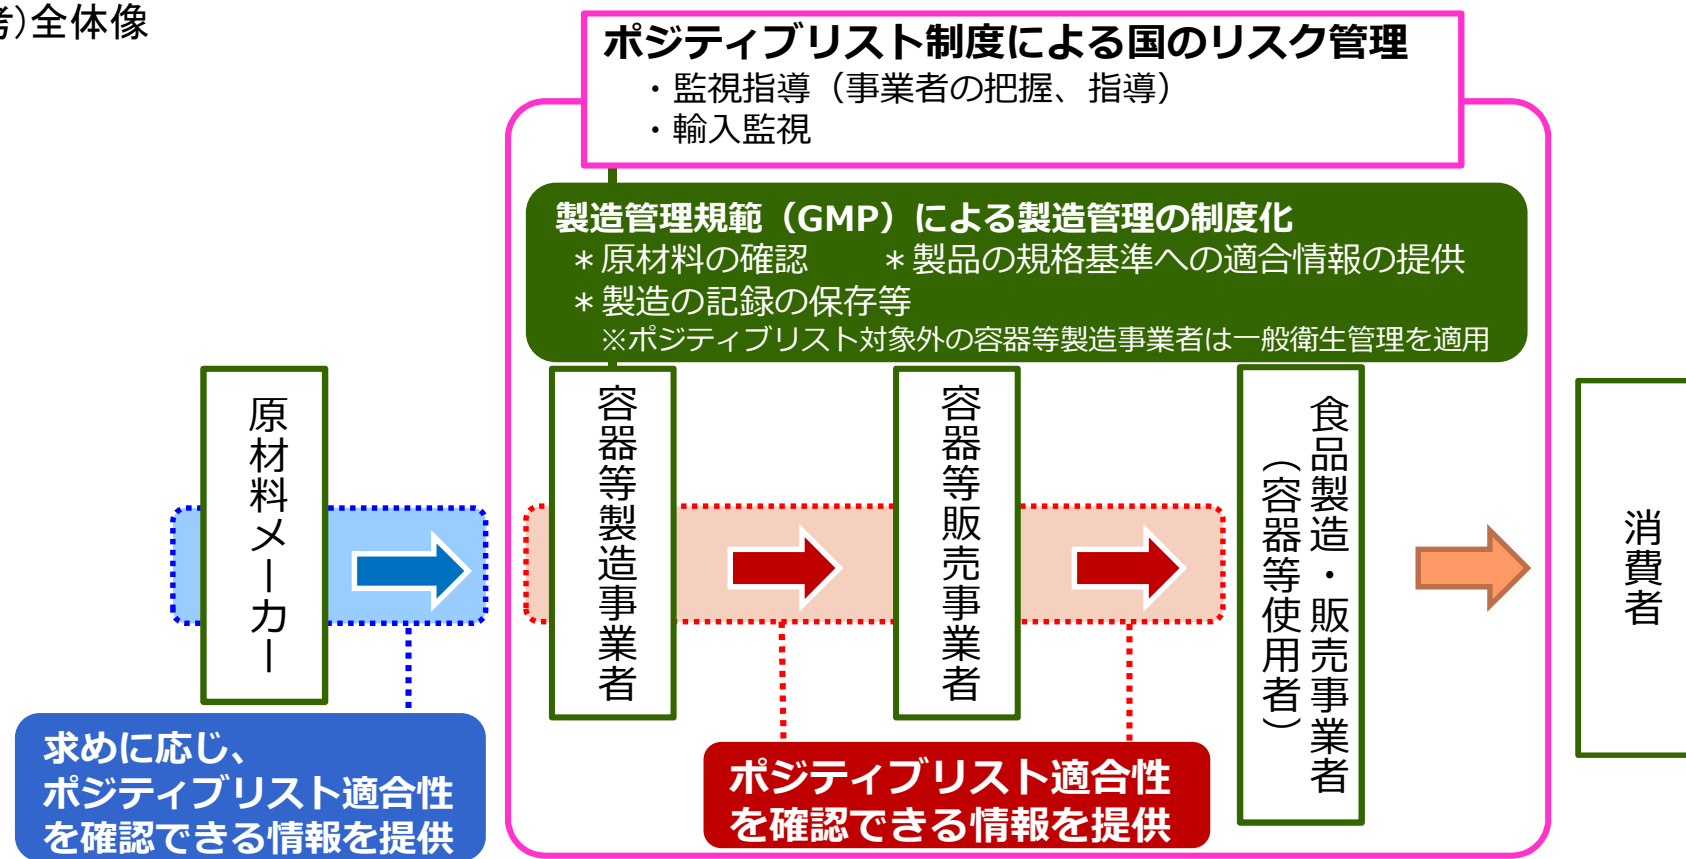 考)全体像
ポジティブリスト制度による国のリスク管理
・監視指導（事業者の把握、指導）
・輸入監視
製造管理規範（GMP）による製造管理の制度化
＊原材料の確認　　＊製品の規格基準への適合情報の提供
＊製造の記録の保存等
※ポジティブリスト対象外の容器等製造事業者は一般衛生管理を適用
原材料メーカー
容器等製造事業者
容器等販売事業者
食品製造・販売事業者
（容器等使用者）
消費者
求めに応じ、
ポジティブリスト適合性
を確認できる情報を提供
ポジティブリスト適合性
を確認できる情報を提供